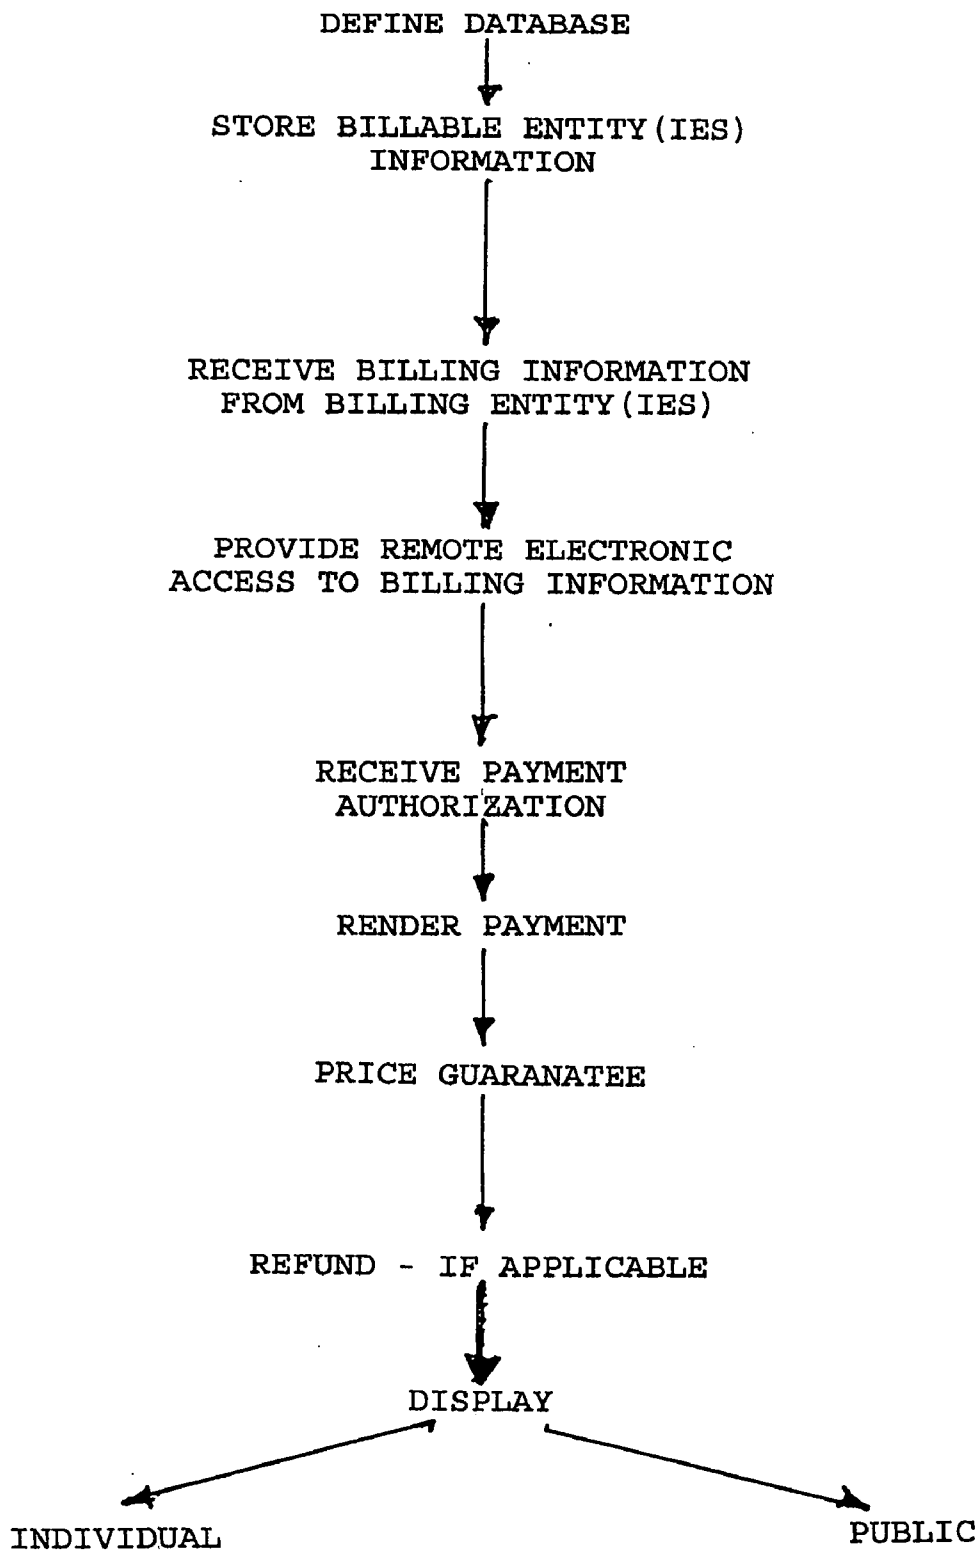 DEFINE DATABASE
STORE BILLABLE ENTITY(IES)
INFORMATION
RECEIVE BILLING INFORMATION
FROM BILLING ENTITY(IES)
PROVIDE REMOTE ELECTRONIC
ACCESS TO BILLING INFORMATION
RECEIVE PAYMENT
AUTHORIZATION
RENDER PAYMENT
PRICE GUARANATEE
REFUND - IF APPLICABLE
DISPLAY
INDIVIDUAL
PUBLIC